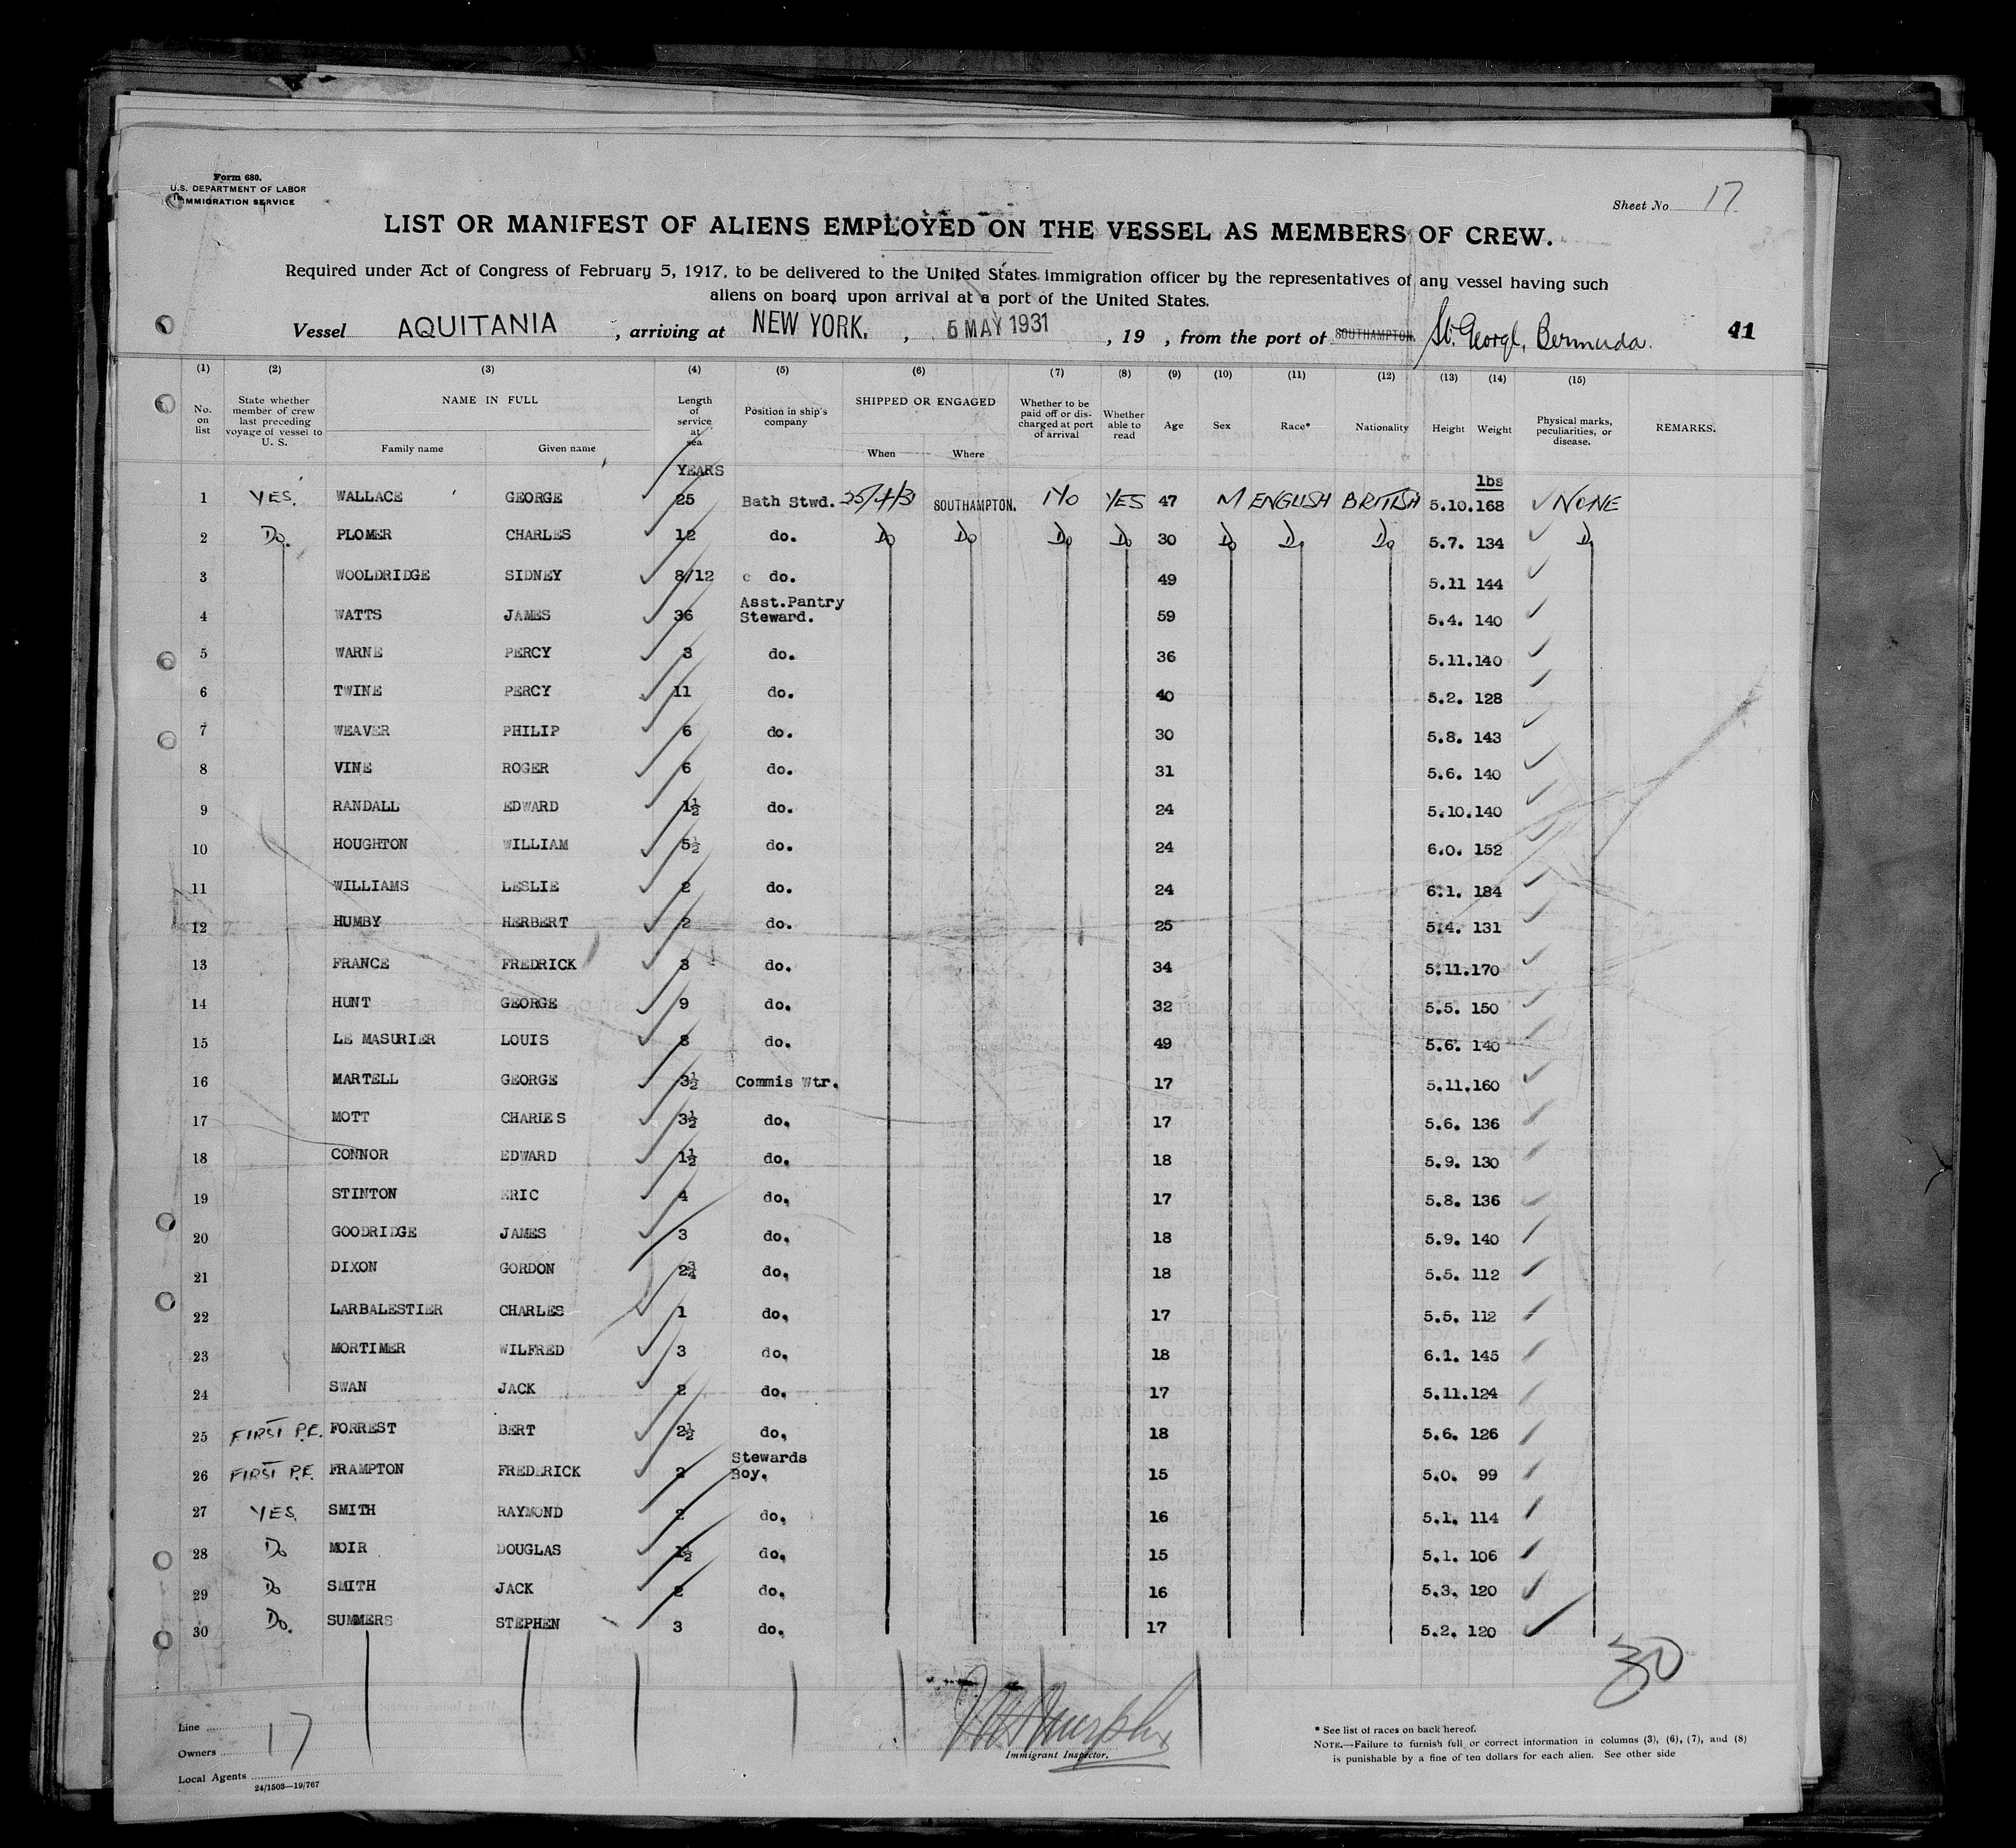 Form 680.
U.S. DEPARTMENT OF LABOR
IMMIGRATION SERVICE
Sheet No 17
LIST OR MANIFEST OF ALIENS EMPLOYED ON THE VESSEL AS MEMBERS OF CREW.
Required under Act of Congress of February 5, 1917, to be delivered to the United States immigration officer by the representatives of any vessel having such
aliens on board upon arrival at a port of the United States.
Vessel AQUITANIA , arriving at NEW YORK. , 5 MAY 1931 , 19 , from the port of SOUTHAMPTON. St. George, Bermuda. 41
(1) (2) (3) (4) (5) (6) (7) (8) (9) (10) (11) (12) (13) (14) (15)
No. on list State whether member of crew last preceding voyage of vessel to U. S. NAME IN FULL Family name Given name Length of service at sea Position in ship's company SHIPPED OR ENGAGED When Where Whether to be paid off or discharged at port of arrival Whether able to read Age Sex Race* Nationality Height Weight Physical marks, peculiarities, or disease. REMARKS.
YEARS lbs
1 YES. WALLACE GEORGE 25 Bath Stwd. 25/4/31 SOUTHAMPTON. NO YES 47 M ENGLISH BRITISH 5.10. 168 NONE
2 Do. PLOMER CHARLES 12 do. Do Do Do Do 30 Do Do Do 5.7. 134 Do
3 WOOLDRIDGE SIDNEY 8/12 c do. 49 5.11 144
4 WATTS JAMES 36 Asst.Pantry Steward. 59 5.4. 140
5 WARNE PERCY 3 do. 36 5.11. 140
6 TWINE PERCY 11 do. 40 5.2. 128
7 WEAVER PHILIP 6 do. 30 5.8. 143
8 VINE ROGER 6 do. 31 5.6. 140
9 RANDALL EDWARD 1½ do. 24 5.10. 140
10 HOUGHTON WILLIAM 5½ do. 24 6.0. 152
11 WILLIAMS LESLIE 2 do. 24 6.1. 184
12 HUMBY HERBERT 2 do. 25 5.4. 131
13 FRANCE FREDRICK 3 do. 34 5.11. 170
14 HUNT GEORGE 9 do. 32 5.5. 150
15 LE MASURIER LOUIS 8 do. 49 5.6. 140
16 MARTELL GEORGE 3½ Commis Wtr. 17 5.11. 160
17 MOTT CHARLES 3½ do. 17 5.6. 136
18 CONNOR EDWARD 1½ do. 18 5.9. 130
19 STINTON ERIC 4 do. 17 5.8. 136
20 GOODRIDGE JAMES 3 do. 18 5.9. 140
21 DIXON GORDON 2¾ do. 18 5.5. 112
22 LARBALESTIER CHARLES 1 do. 17 5.5. 112
23 MORTIMER WILFRED 3 do. 18 6.1. 145
24 SWAN JACK 2 do. 17 5.11. 124
25 FIRST P.E. FORREST BERT 2½ do. 18 5.6. 126
26 FIRST P.E. FRAMPTON FREDERICK 2 Stewards Boy. 15 5.0. 99
27 YES. SMITH RAYMOND 2 do. 16 5.1. 114
28 Do MOIR DOUGLAS 1½ do. 15 5.1. 106
29 Do SMITH JACK 2 do. 16 5.3. 120
30 Do. SUMMERS STEPHEN 3 do. 17 5.2. 120
30
Line
Owners 17
Local Agents
24/1503—19/767
Murphy
Immigrant Inspector.
* See list of races on back hereof.
NOTE.—Failure to furnish full or correct information in columns (3), (6), (7), and (8)
is punishable by a fine of ten dollars for each alien. See other side